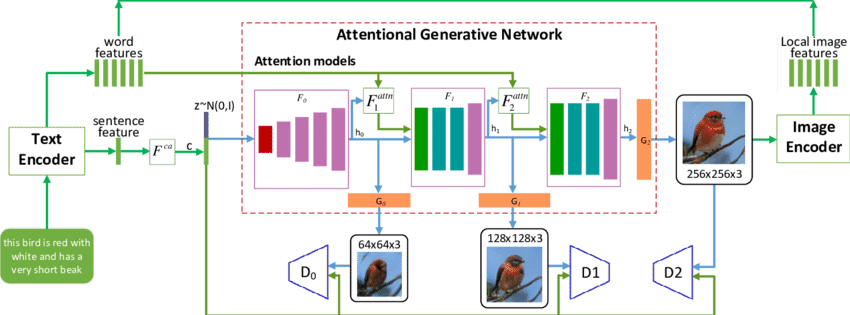 Attentional Generative Network
word
features
Attention models
Local image
features
z~N(0,I)
F₀
F₁ᵃᵗᵗⁿ
F₁
F₂ᵃᵗᵗⁿ
F₂
Text
Encoder
sentence
feature
Fᶜᵃ
c
h₀
h₁
h₂
G₂
256x256x3
Image
Encoder
G₀
G₁
this bird is red with
white and has a
very short beak
64x64x3
128x128x3
D₀
D1
D2